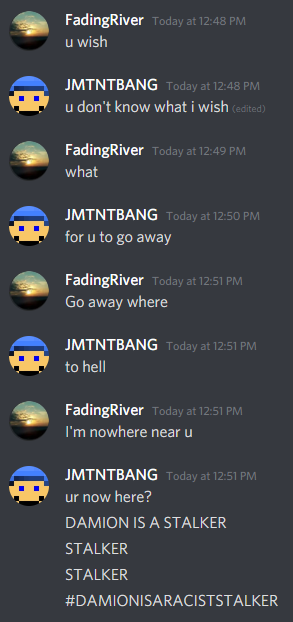 FadingRiver Today at 12:48 PM
u wish
JMTNTBANG Today at 12:48 PM
u don't know what i wish (edited)
FadingRiver Today at 12:49 PM
what
JMTNTBANG Today at 12:50 PM
for u to go away
FadingRiver Today at 12:51 PM
Go away where
JMTNTBANG Today at 12:51 PM
to hell
FadingRiver Today at 12:51 PM
I'm nowhere near u
JMTNTBANG Today at 12:51 PM
ur now here?
DAMION IS A STALKER
STALKER
STALKER
#DAMIONISARACISTSTALKER